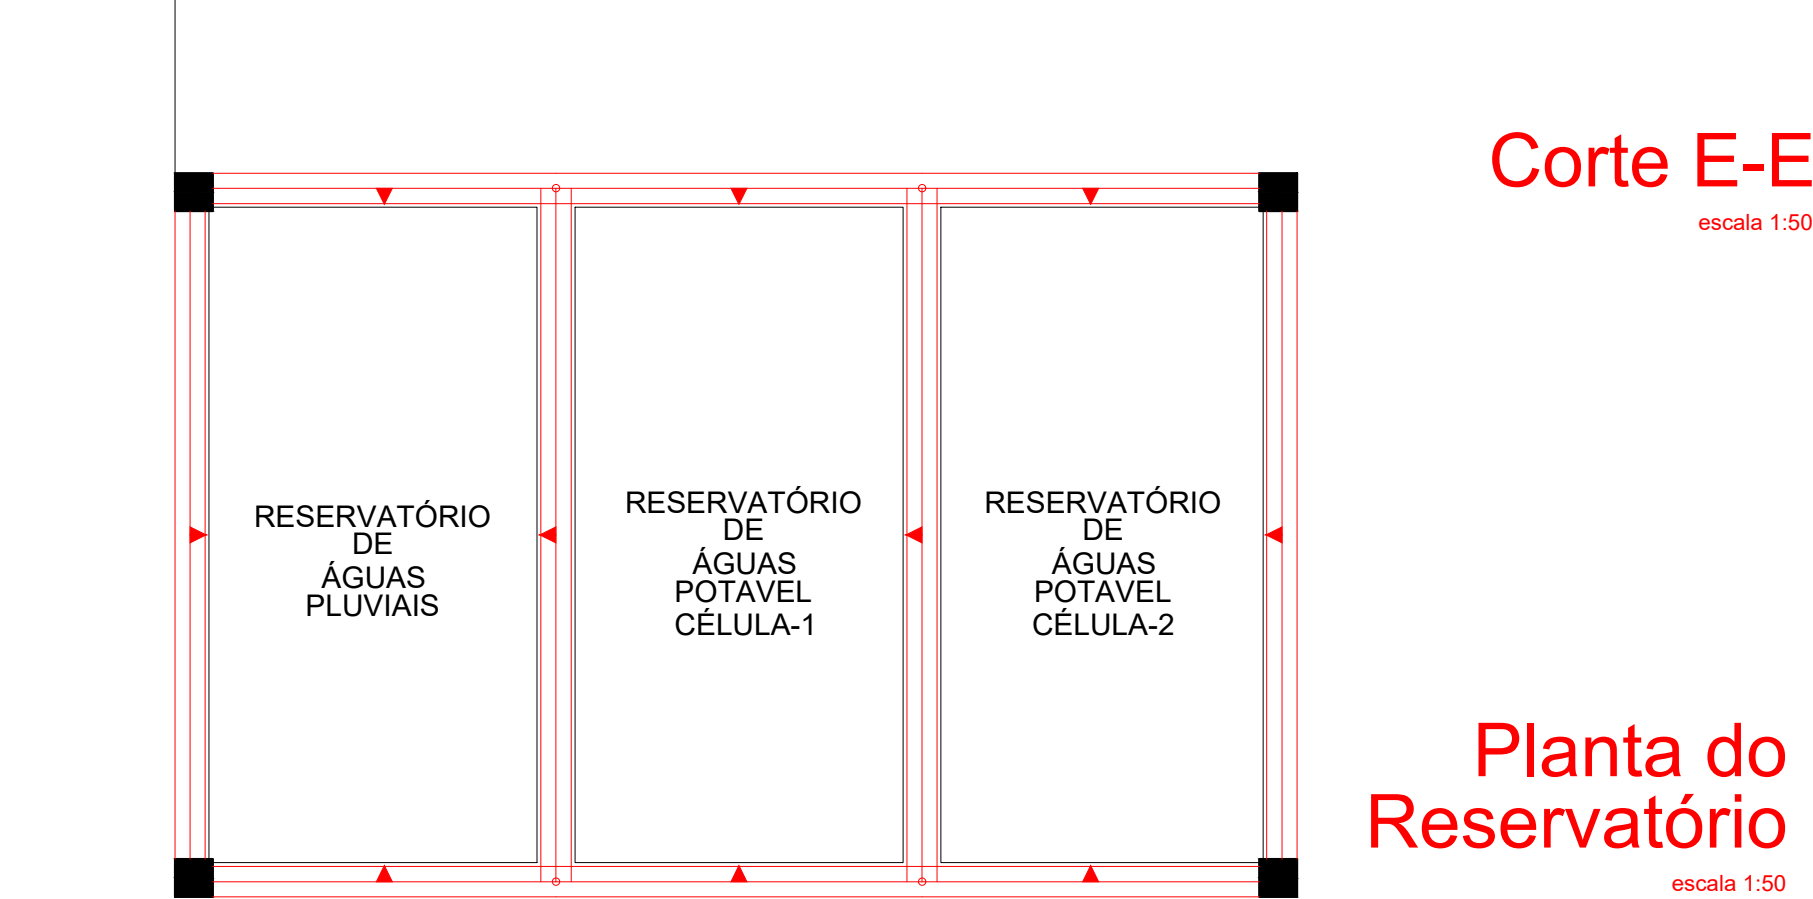 Corte E-E
escala 1:50
RESERVATÓRIO
DE
ÁGUAS
PLUVIAIS
RESERVATÓRIO
DE
ÁGUAS
POTAVEL
CÉLULA-1
RESERVATÓRIO
DE
ÁGUAS
POTAVEL
CÉLULA-2
Planta do
Reservatório
escala 1:50